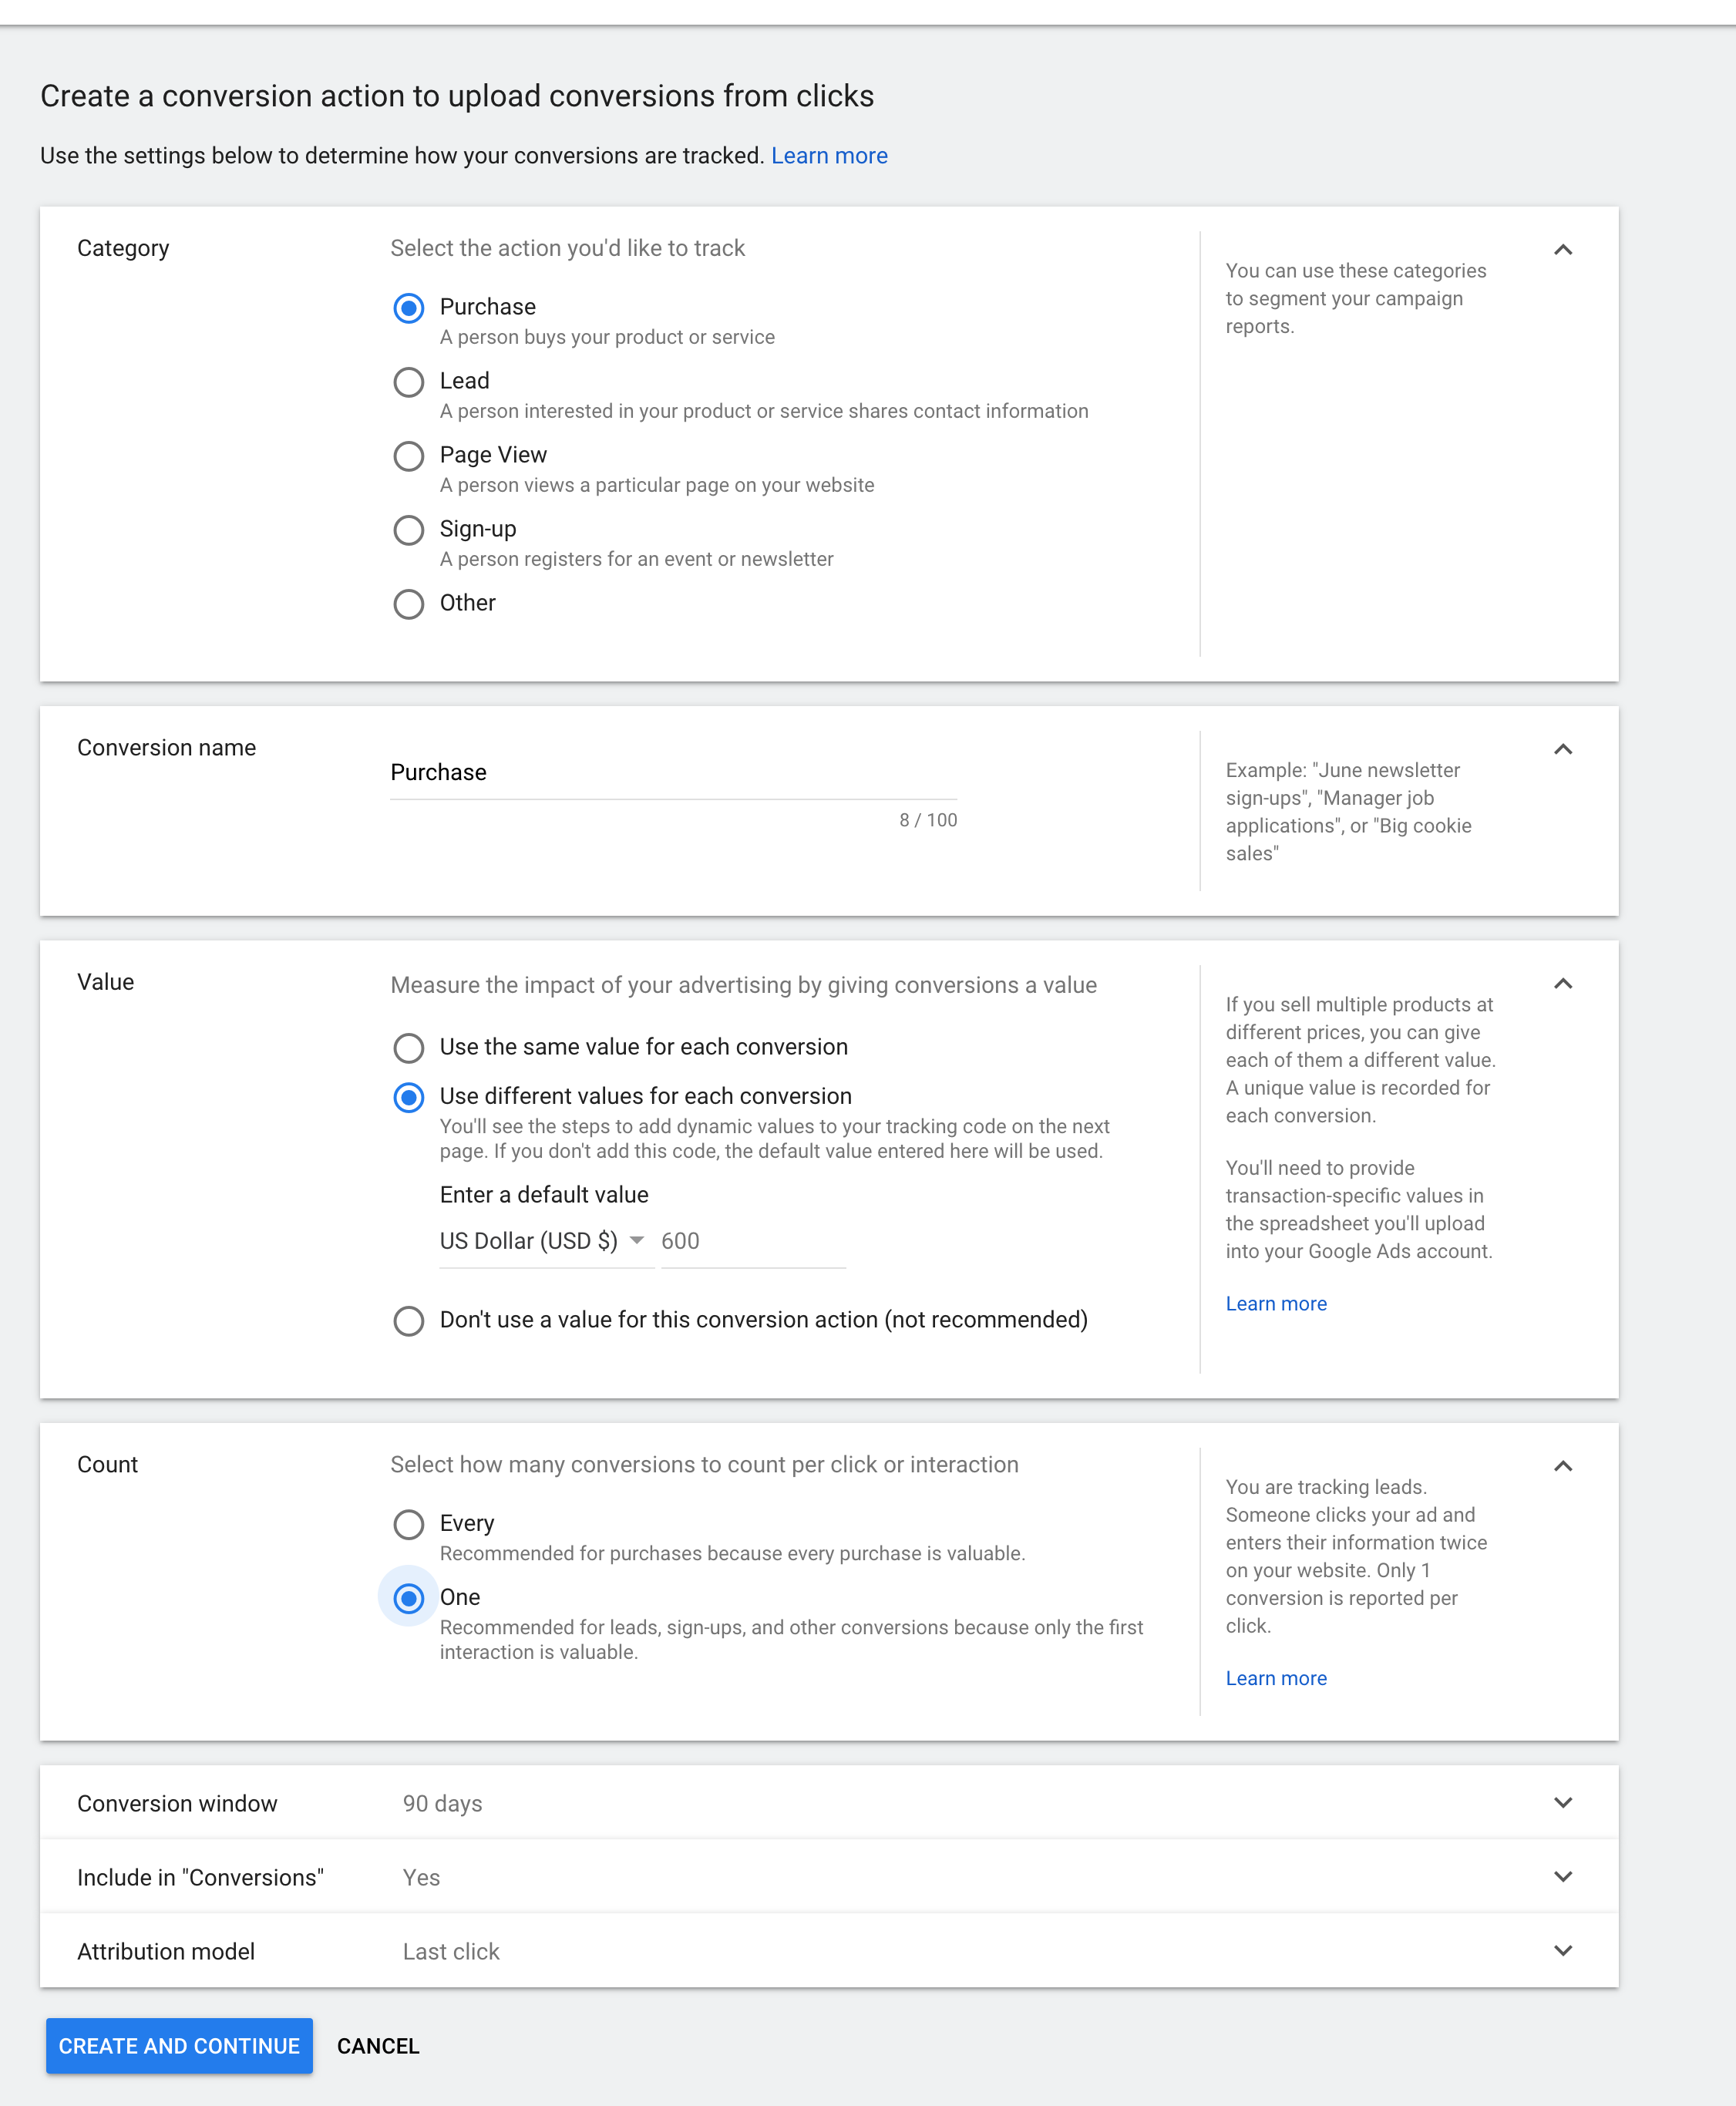 Create a conversion action to upload conversions from clicks
Use the settings below to determine how your conversions are tracked. Learn more
Category
Select the action you'd like to track
Purchase
A person buys your product or service
Lead
A person interested in your product or service shares contact information
Page View
A person views a particular page on your website
Sign-up
A person registers for an event or newsletter
Other
You can use these categories
to segment your campaign
reports.
Conversion name
Purchase
8 / 100
Example: "June newsletter
sign-ups", "Manager job
applications", or "Big cookie
sales"
Value
Measure the impact of your advertising by giving conversions a value
Use the same value for each conversion
Use different values for each conversion
You'll see the steps to add dynamic values to your tracking code on the next
page. If you don't add this code, the default value entered here will be used.
Enter a default value
US Dollar (USD $) 600
Don't use a value for this conversion action (not recommended)
If you sell multiple products at
different prices, you can give
each of them a different value.
A unique value is recorded for
each conversion.
You'll need to provide
transaction-specific values in
the spreadsheet you'll upload
into your Google Ads account.
Learn more
Count
Select how many conversions to count per click or interaction
Every
Recommended for purchases because every purchase is valuable.
One
Recommended for leads, sign-ups, and other conversions because only the first
interaction is valuable.
You are tracking leads.
Someone clicks your ad and
enters their information twice
on your website. Only 1
conversion is reported per
click.
Learn more
Conversion window 90 days
Include in "Conversions" Yes
Attribution model Last click
CREATE AND CONTINUE CANCEL